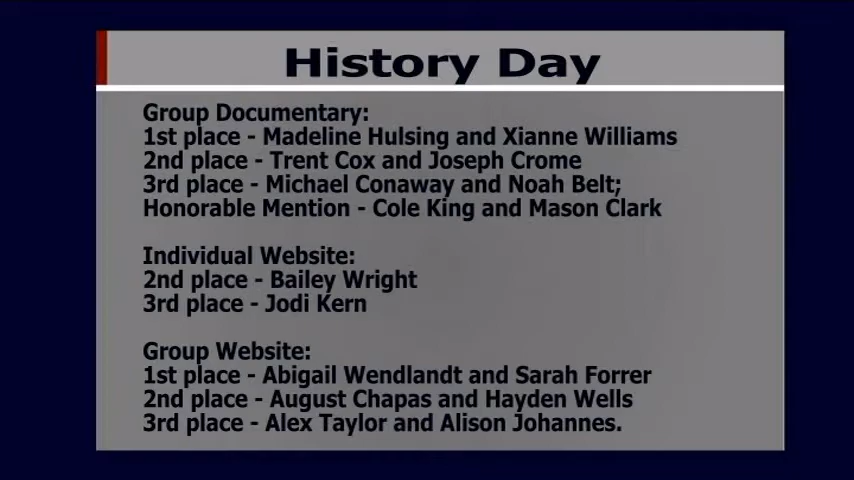 History Day
Group Documentary:
1st place - Madeline Hulsing and Xianne Williams
2nd place - Trent Cox and Joseph Crome
3rd place - Michael Conaway and Noah Belt;
Honorable Mention - Cole King and Mason Clark
Individual Website:
2nd place - Bailey Wright
3rd place - Jodi Kern
Group Website:
1st place - Abigail Wendlandt and Sarah Forrer
2nd place - August Chapas and Hayden Wells
3rd place - Alex Taylor and Alison Johannes.